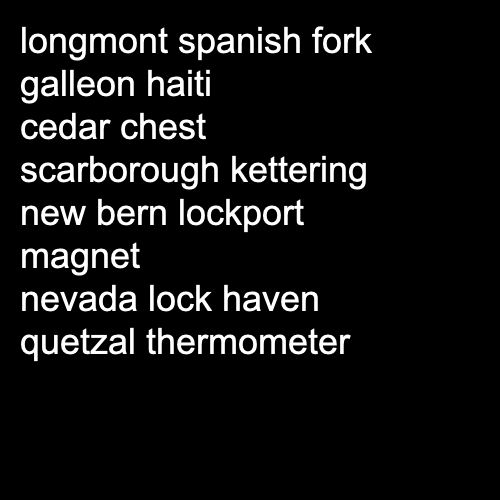 longmont spanish fork
galleon haiti
cedar chest
scarborough kettering
new bern lockport
magnet
nevada lock haven
quetzal thermometer